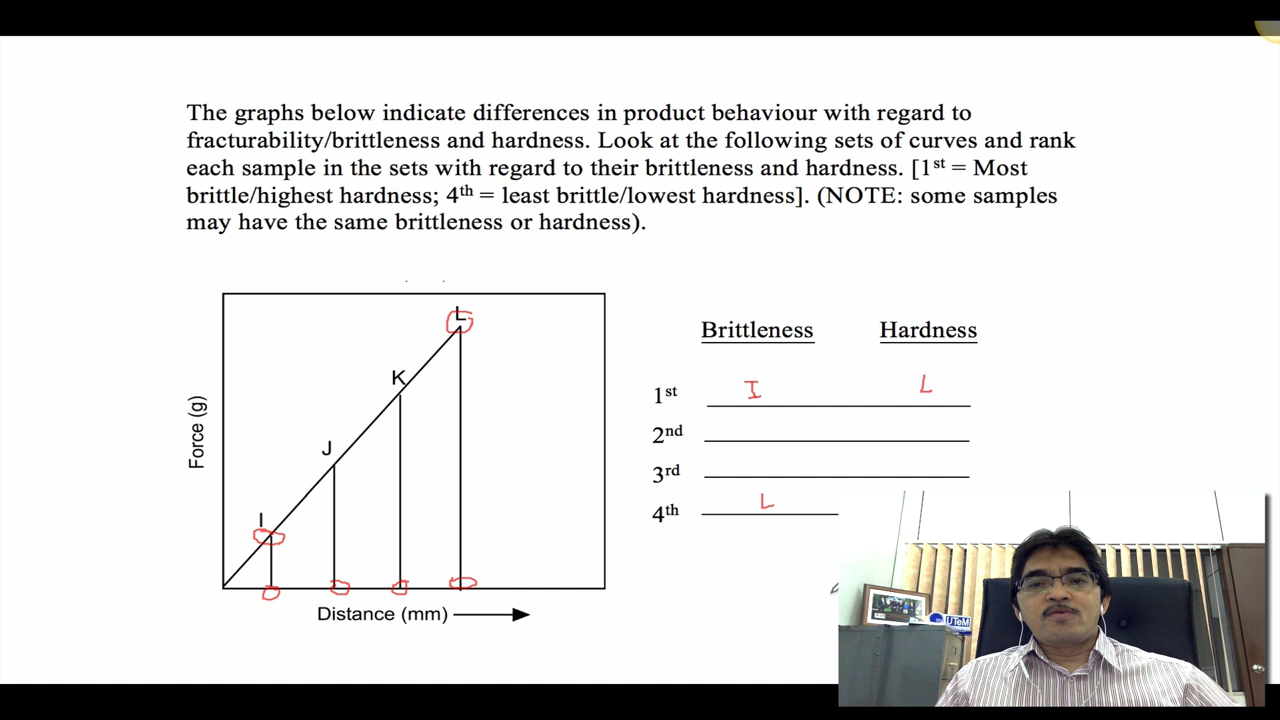 The graphs below indicate differences in product behaviour with regard to
fracturability/brittleness and hardness. Look at the following sets of curves and rank
each sample in the sets with regard to their brittleness and hardness. [1st = Most
brittle/highest hardness; 4th = least brittle/lowest hardness]. (NOTE: some samples
may have the same brittleness or hardness).
L
K
J
I
Force (g)
Distance (mm)
Brittleness Hardness
1st I L
2nd
3rd
4th L
UTeM